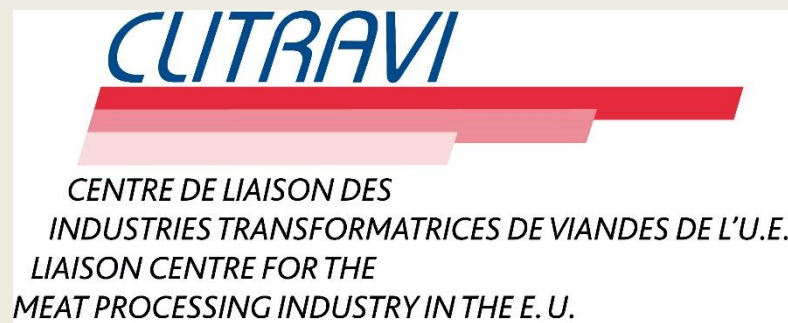 CLITRAVI
CENTRE DE LIAISON DES
INDUSTRIES TRANSFORMATRICES DE VIANDES DE L'U.E.
LIAISON CENTRE FOR THE
MEAT PROCESSING INDUSTRY IN THE E. U.